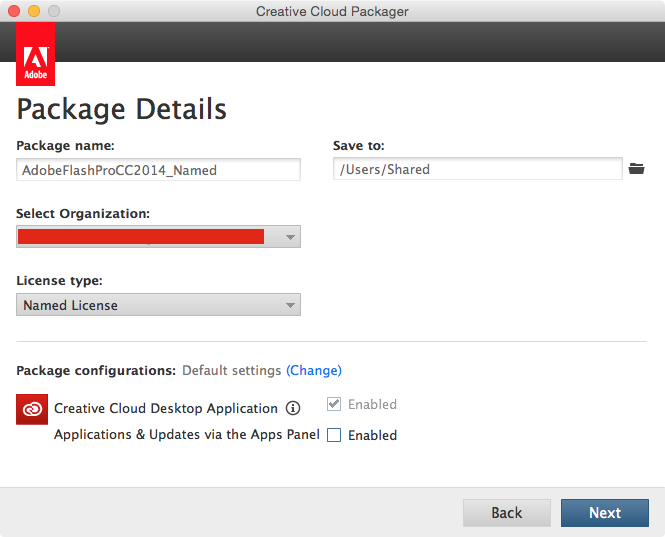 Creative Cloud Packager
Adobe
Package Details
Package name:
Save to:
AdobeFlashProCC2014_Named
/Users/Shared
Select Organization:
License type:
Named License
Package configurations: Default settings (Change)
Creative Cloud Desktop Application Enabled
Applications & Updates via the Apps Panel Enabled
Back
Next